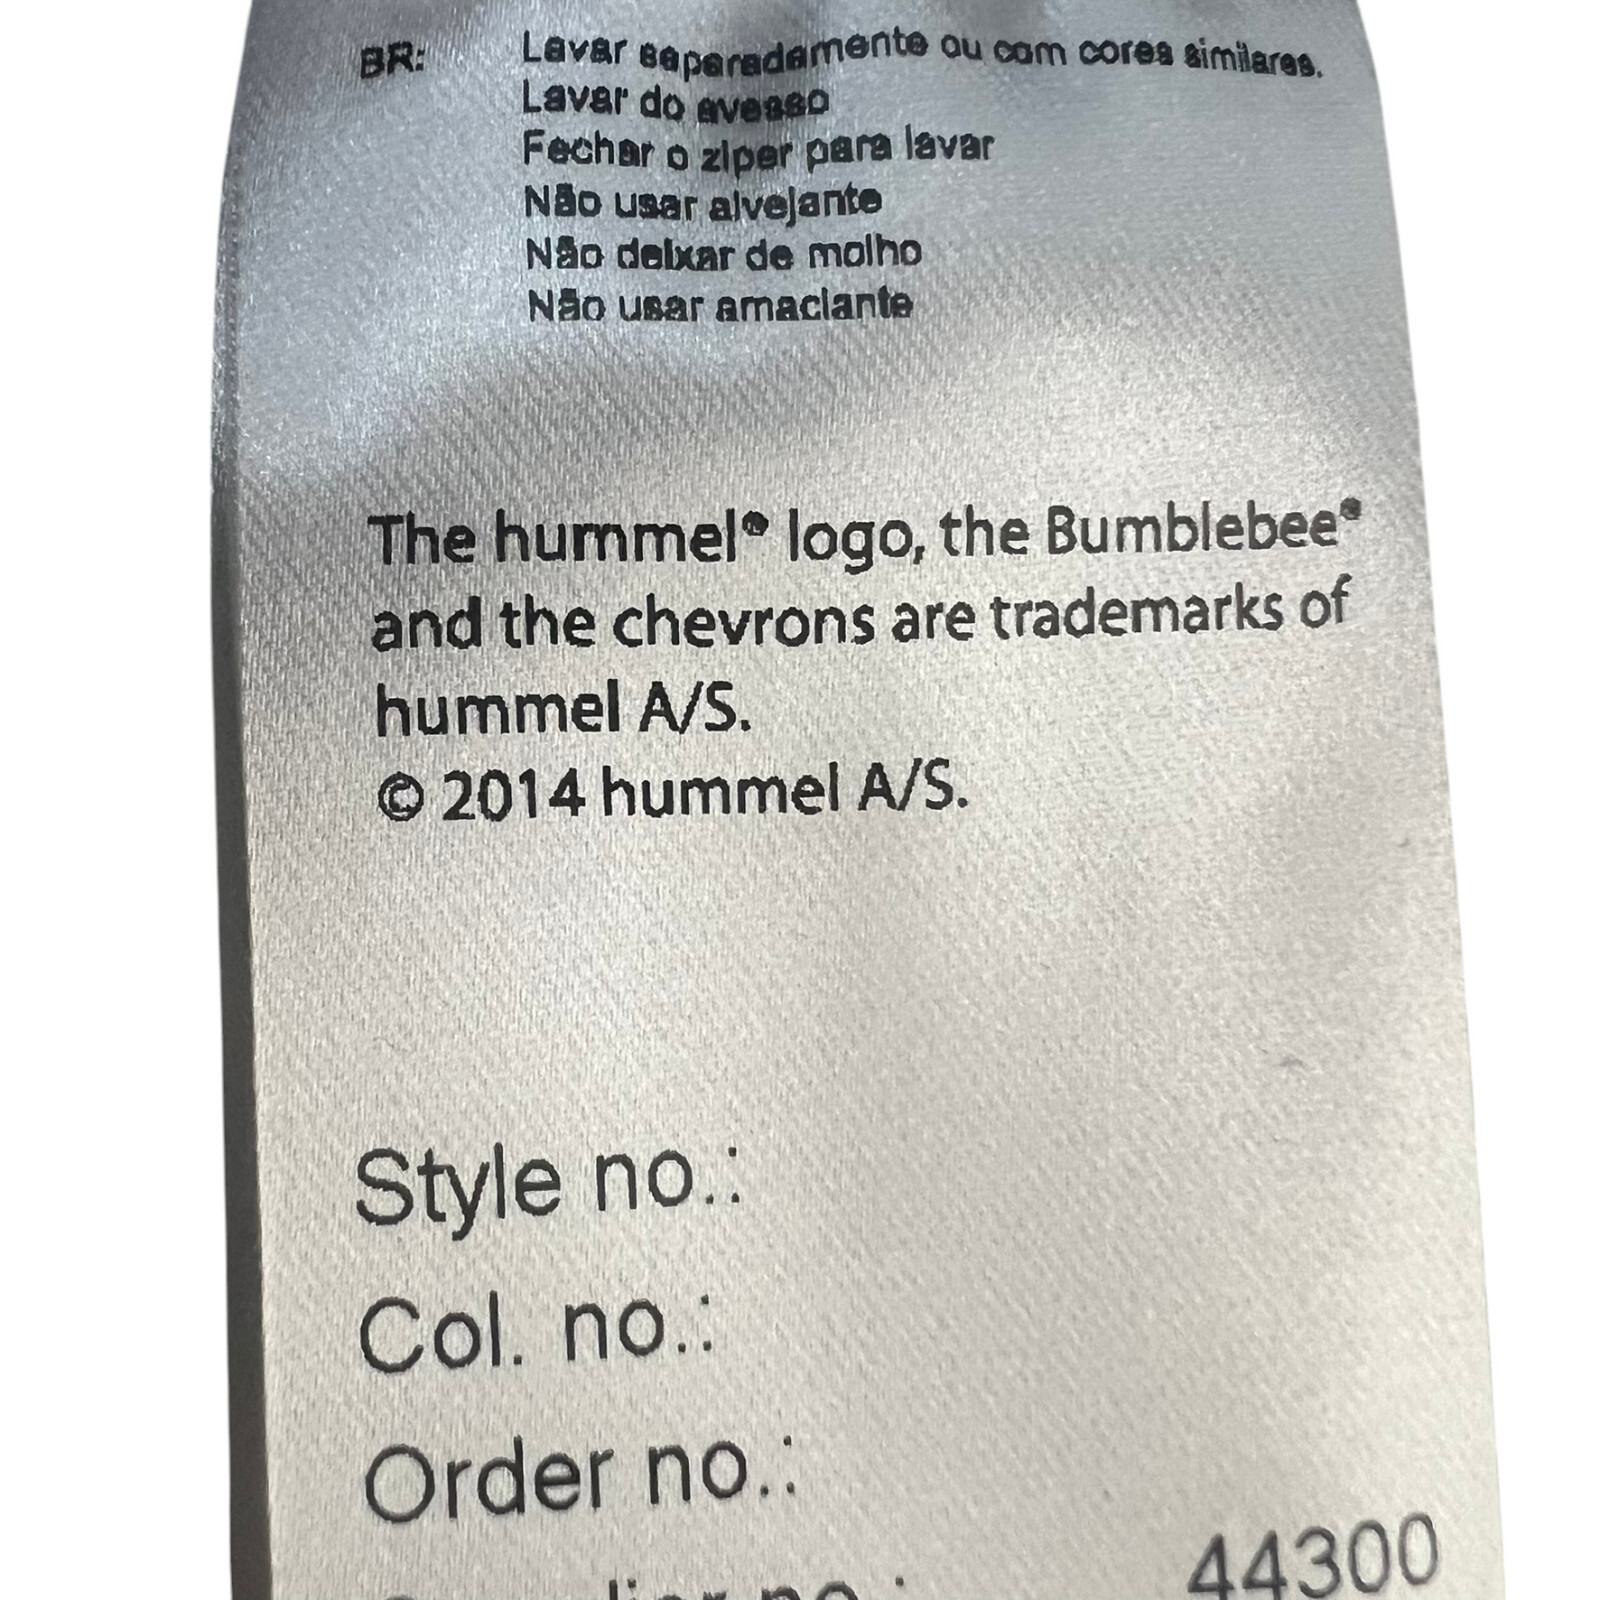 BR: Lavar separadamente ou com cores similares.
Lavar do avesso
Fechar o ziper para lavar
Não usar alvejante
Não deixar de molho
Não usar amaciante
The hummel® logo, the Bumblebee®
and the chevrons are trademarks of
hummel A/S.
© 2014 hummel A/S.
Style no.:
Col. no.:
Order no.:
no.: 44300